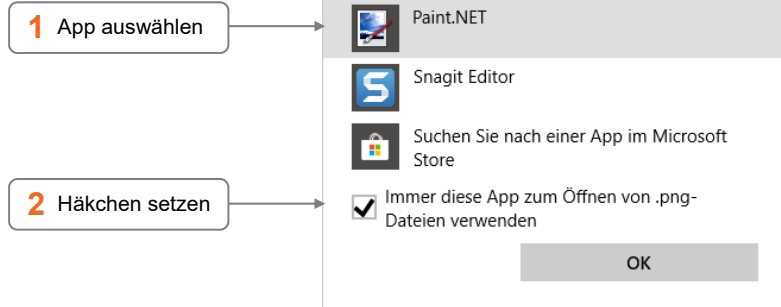 1 App auswählen
Paint.NET
Snagit Editor
Suchen Sie nach einer App im Microsoft
Store
2 Häkchen setzen
Immer diese App zum Öffnen von .png-
Dateien verwenden
OK